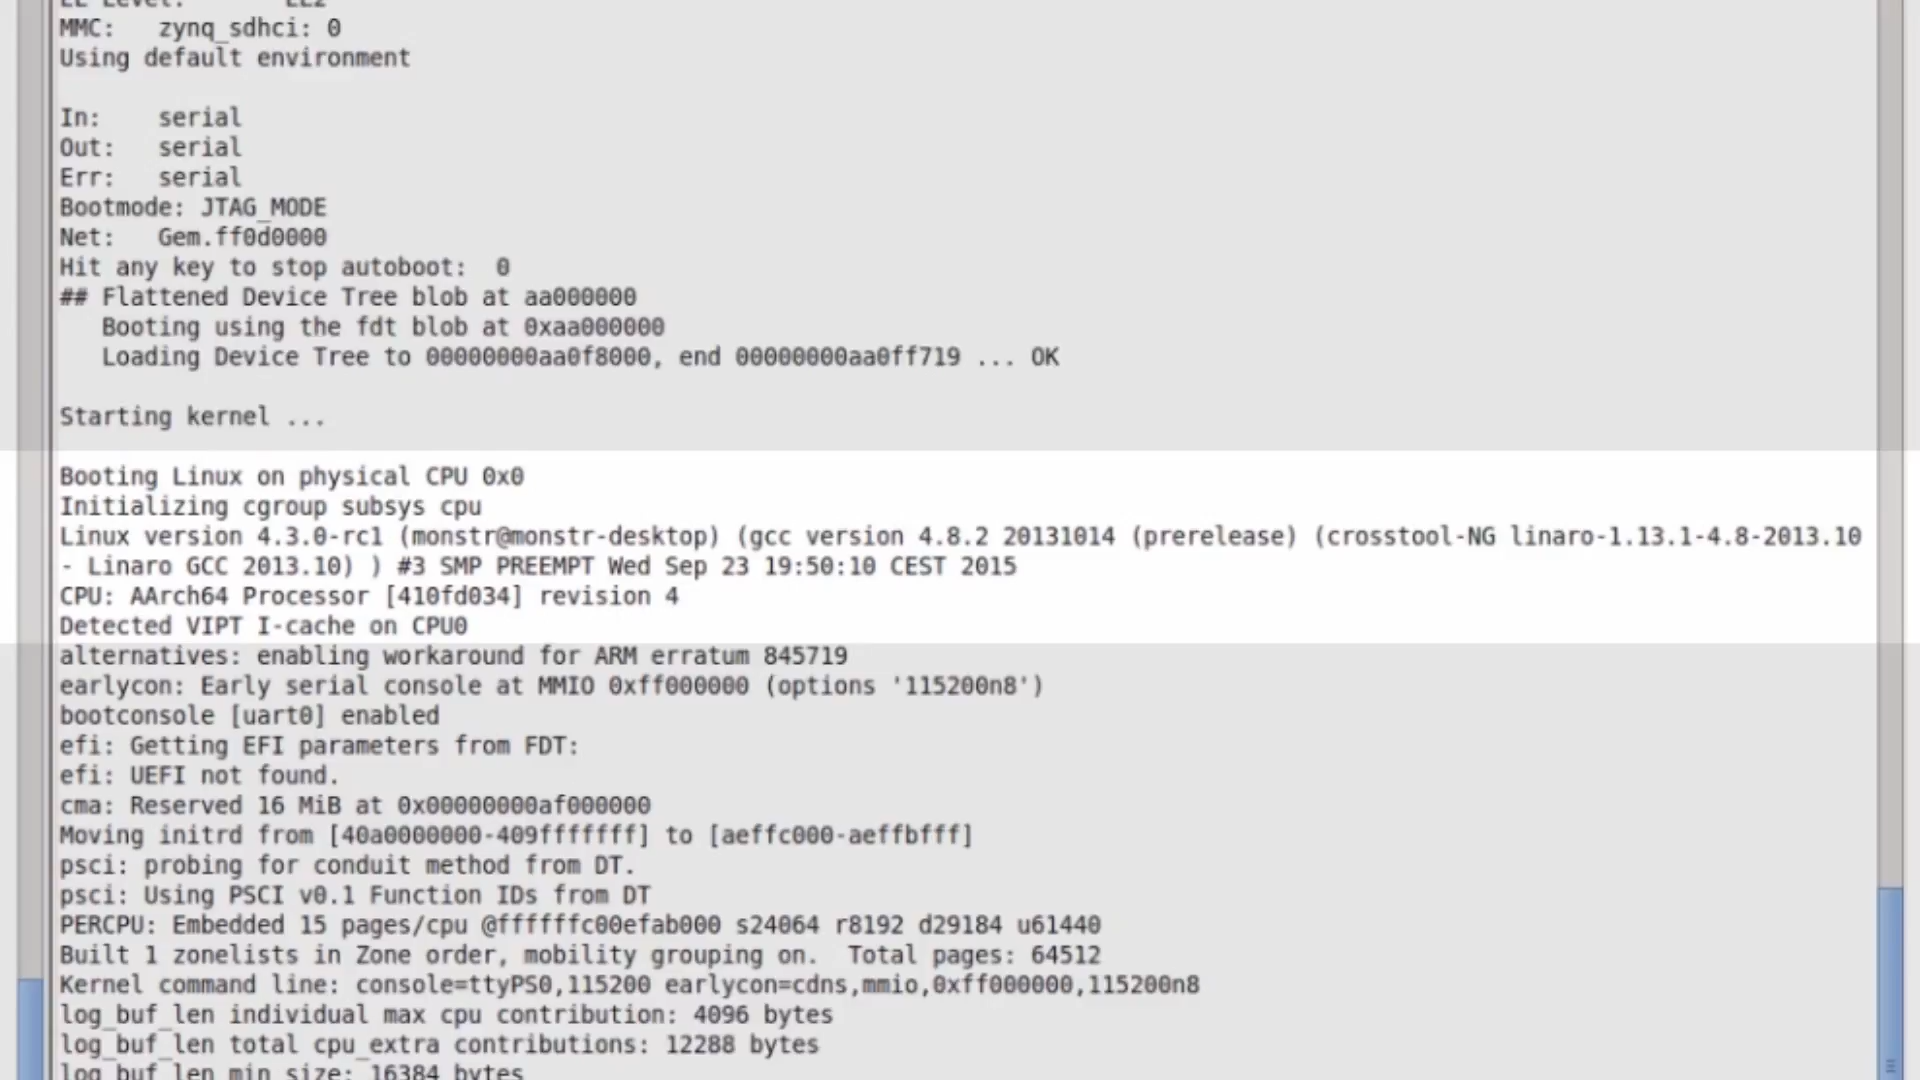 EL Level:      EL2
MMC:   zynq_sdhci: 0
Using default environment
In:    serial
Out:   serial
Err:   serial
Bootmode: JTAG_MODE
Net:   Gem.ff0d0000
Hit any key to stop autoboot:  0
## Flattened Device Tree blob at aa000000
   Booting using the fdt blob at 0xaa000000
   Loading Device Tree to 00000000aa0f8000, end 00000000aa0ff719 ... OK
Starting kernel ...
Booting Linux on physical CPU 0x0
Initializing cgroup subsys cpu
Linux version 4.3.0-rc1 (monstr@monstr-desktop) (gcc version 4.8.2 20131014 (prerelease) (crosstool-NG linaro-1.13.1-4.8-2013.10
- Linaro GCC 2013.10) ) #3 SMP PREEMPT Wed Sep 23 19:50:10 CEST 2015
CPU: AArch64 Processor [410fd034] revision 4
Detected VIPT I-cache on CPU0
alternatives: enabling workaround for ARM erratum 845719
earlycon: Early serial console at MMIO 0xff000000 (options '115200n8')
bootconsole [uart0] enabled
efi: Getting EFI parameters from FDT:
efi: UEFI not found.
cma: Reserved 16 MiB at 0x00000000af000000
Moving initrd from [40a0000000-409fffffff] to [aeffc000-aeffbfff]
psci: probing for conduit method from DT.
psci: Using PSCI v0.1 Function IDs from DT
PERCPU: Embedded 15 pages/cpu @ffffffc00efab000 s24064 r8192 d29184 u61440
Built 1 zonelists in Zone order, mobility grouping on.  Total pages: 64512
Kernel command line: console=ttyPS0,115200 earlycon=cdns,mmio,0xff000000,115200n8
log_buf_len individual max cpu contribution: 4096 bytes
log_buf_len total cpu_extra contributions: 12288 bytes
log_buf_len min size: 16384 bytes